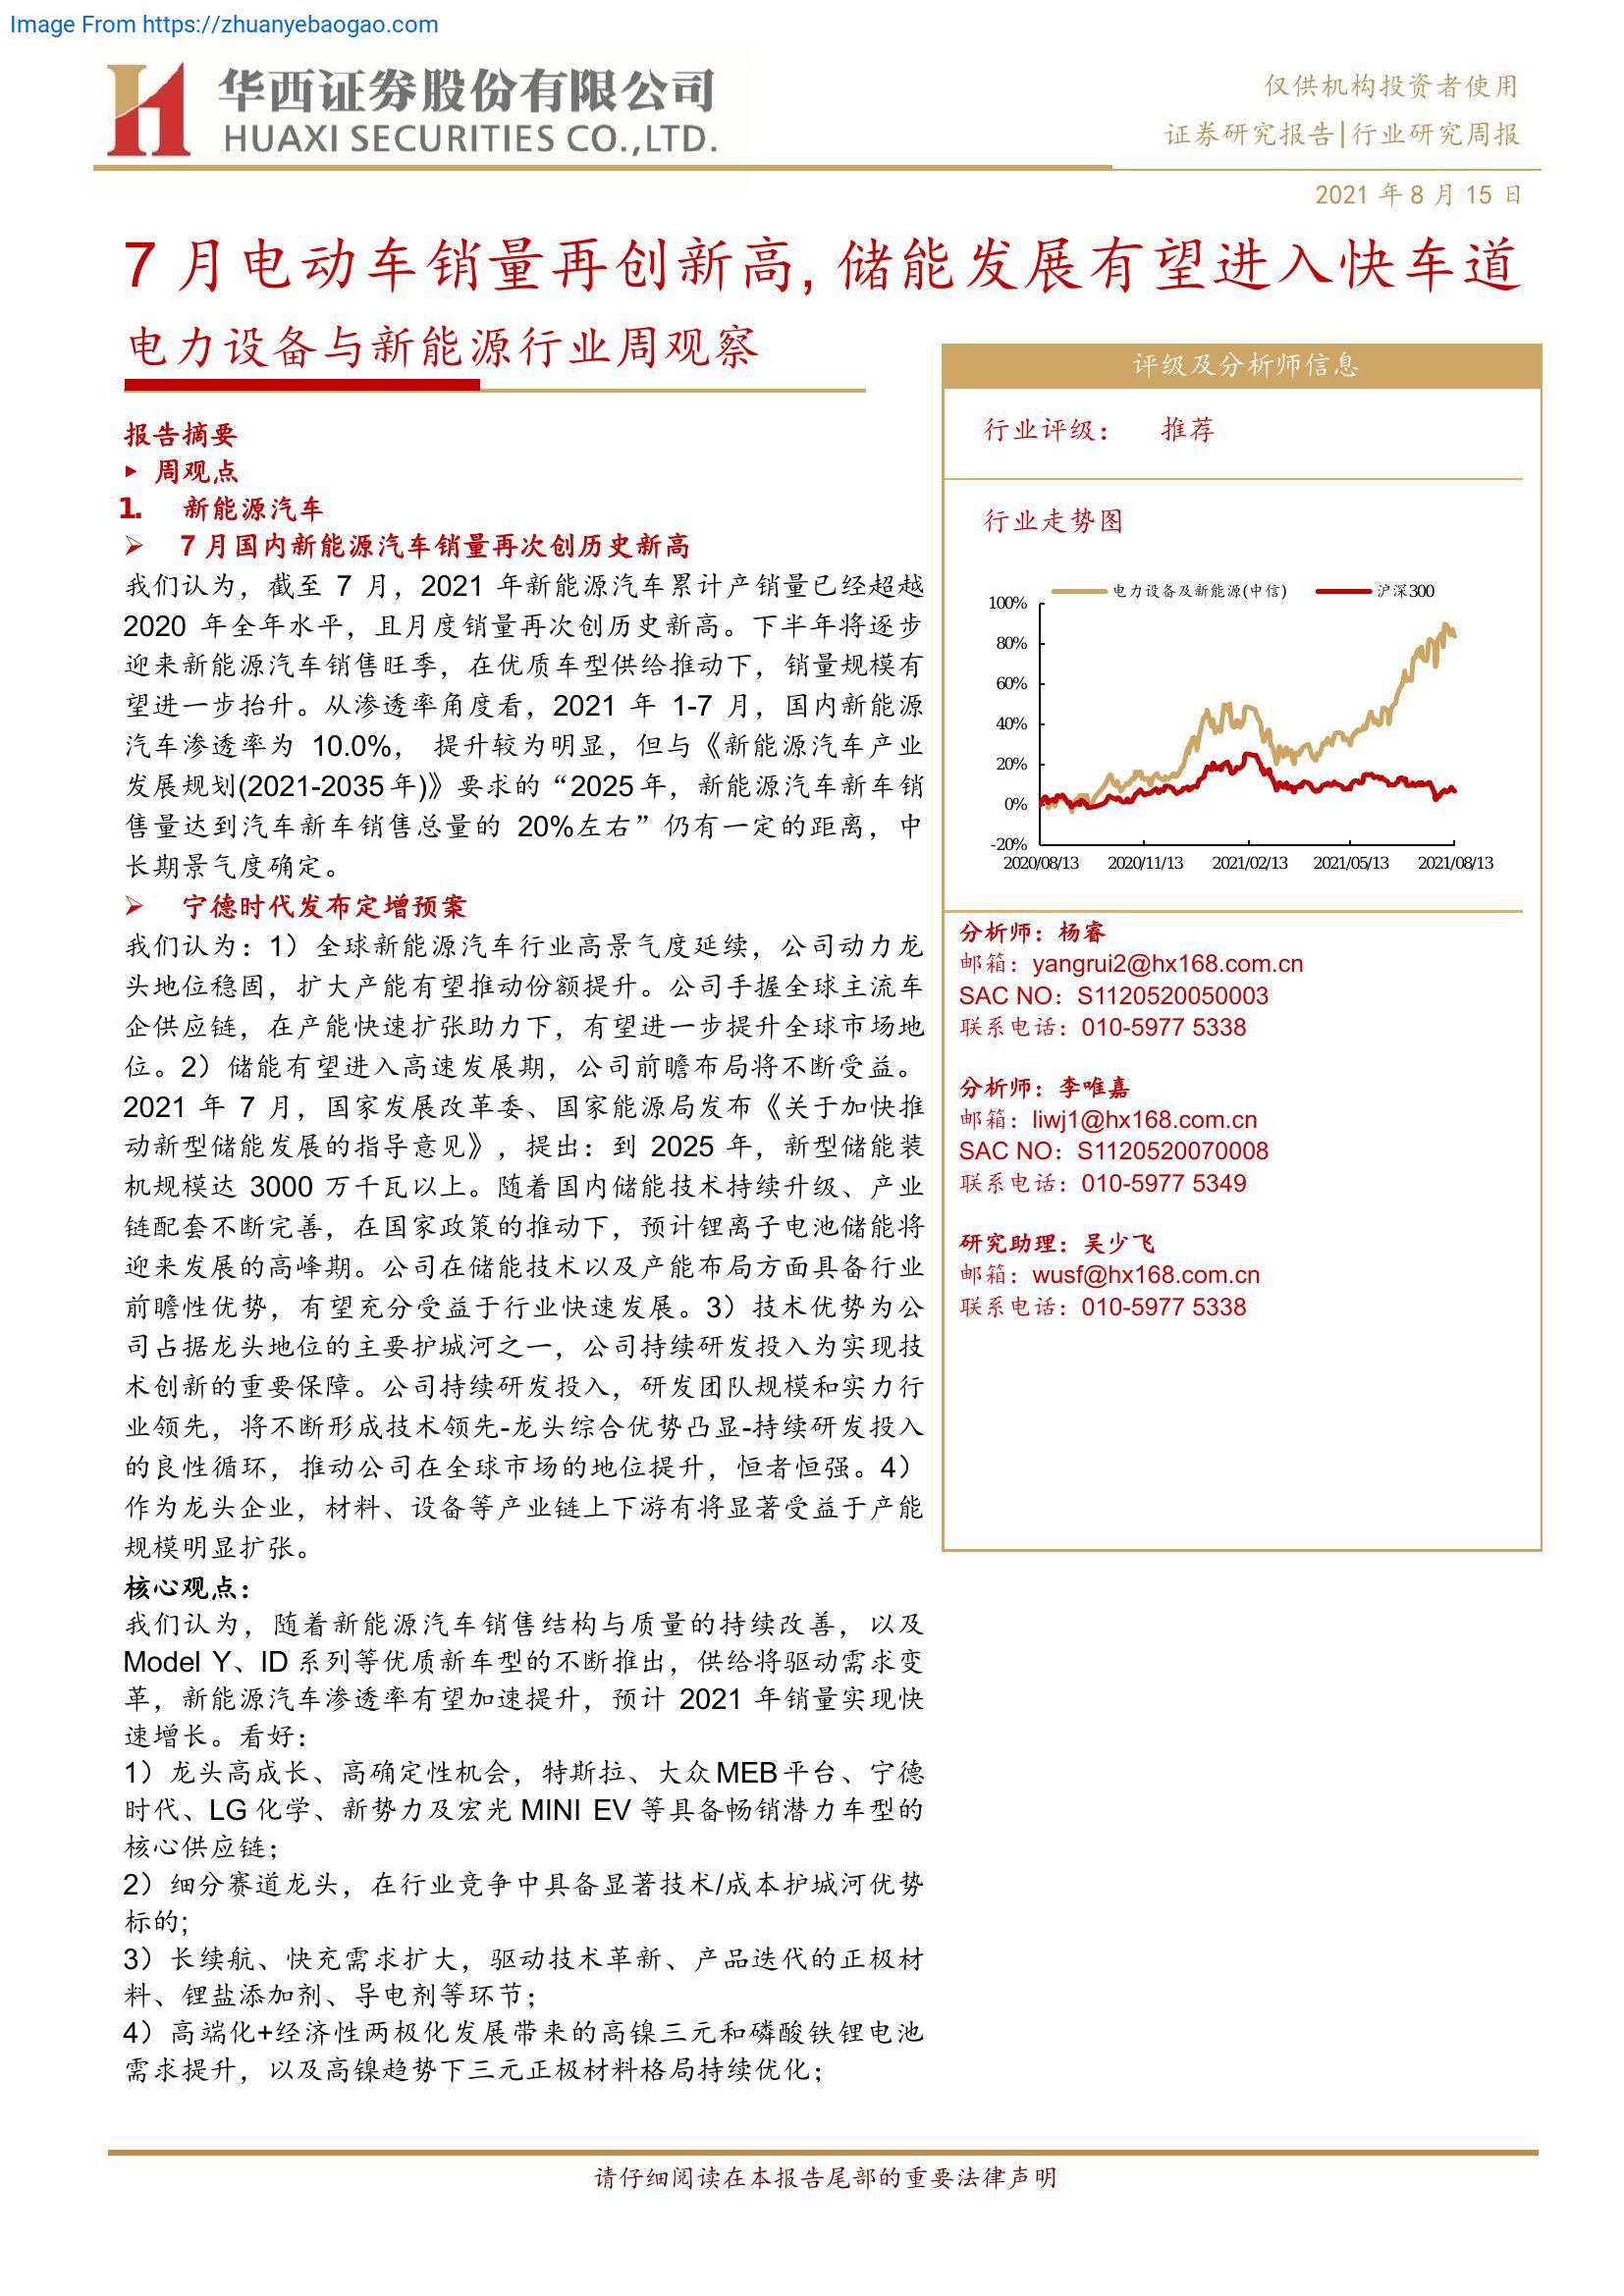 Image From https://zhuanyebaogao.com
华西证券股份有限公司
HUAXI SECURITIES CO.,LTD.
仅供机构投资者使用
证券研究报告|行业研究周报
2021 年 8 月 15 日
7 月电动车销量再创新高,储能发展有望进入快车道
电力设备与新能源行业周观察
报告摘要
► 周观点
1. 新能源汽车
➢ 7 月国内新能源汽车销量再次创历史新高
我们认为，截至 7 月，2021 年新能源汽车累计产销量已经超越
2020 年全年水平，且月度销量再次创历史新高。下半年将逐步
迎来新能源汽车销售旺季，在优质车型供给推动下，销量规模有
望进一步抬升。从渗透率角度看，2021 年 1-7 月，国内新能源
汽车渗透率为 10.0%， 提升较为明显，但与《新能源汽车产业
发展规划(2021-2035 年)》要求的“2025 年，新能源汽车新车销
售量达到汽车新车销售总量的 20%左右”仍有一定的距离，中
长期景气度确定。
➢ 宁德时代发布定增预案
我们认为：1）全球新能源汽车行业高景气度延续，公司动力龙
头地位稳固，扩大产能有望推动份额提升。公司手握全球主流车
企供应链，在产能快速扩张助力下，有望进一步提升全球市场地
位。2）储能有望进入高速发展期，公司前瞻布局将不断受益。
2021 年 7 月，国家发展改革委、国家能源局发布《关于加快推
动新型储能发展的指导意见》，提出：到 2025 年，新型储能装
机规模达 3000 万千瓦以上。随着国内储能技术持续升级、产业
链配套不断完善，在国家政策的推动下，预计锂离子电池储能将
迎来发展的高峰期。公司在储能技术以及产能布局方面具备行业
前瞻性优势，有望充分受益于行业快速发展。3）技术优势为公
司占据龙头地位的主要护城河之一，公司持续研发投入为实现技
术创新的重要保障。公司持续研发投入，研发团队规模和实力行
业领先，将不断形成技术领先-龙头综合优势凸显-持续研发投入
的良性循环，推动公司在全球市场的地位提升，恒者恒强。4）
作为龙头企业，材料、设备等产业链上下游有将显著受益于产能
规模明显扩张。
核心观点：
我们认为，随着新能源汽车销售结构与质量的持续改善，以及
Model Y、ID 系列等优质新车型的不断推出，供给将驱动需求变
革，新能源汽车渗透率有望加速提升，预计 2021 年销量实现快
速增长。看好：
1）龙头高成长、高确定性机会，特斯拉、大众 MEB 平台、宁德
时代、LG 化学、新势力及宏光 MINI EV 等具备畅销潜力车型的
核心供应链；
2）细分赛道龙头，在行业竞争中具备显著技术/成本护城河优势
标的;
3）长续航、快充需求扩大，驱动技术革新、产品迭代的正极材
料、锂盐添加剂、导电剂等环节；
4）高端化+经济性两极化发展带来的高镍三元和磷酸铁锂电池
需求提升，以及高镍趋势下三元正极材料格局持续优化；
评级及分析师信息
行业评级： 推荐
行业走势图
电力设备及新能源(中信) 沪深300
100%
80%
60%
40%
20%
0%
-20%
2020/08/13 2020/11/13 2021/02/13 2021/05/13 2021/08/13
分析师：杨睿
邮箱：yangrui2@hx168.com.cn
SAC NO：S1120520050003
联系电话：010-5977 5338
分析师：李唯嘉
邮箱：liwj1@hx168.com.cn
SAC NO：S1120520070008
联系电话：010-5977 5349
研究助理：吴少飞
邮箱：wusf@hx168.com.cn
联系电话：010-5977 5338
请仔细阅读在本报告尾部的重要法律声明